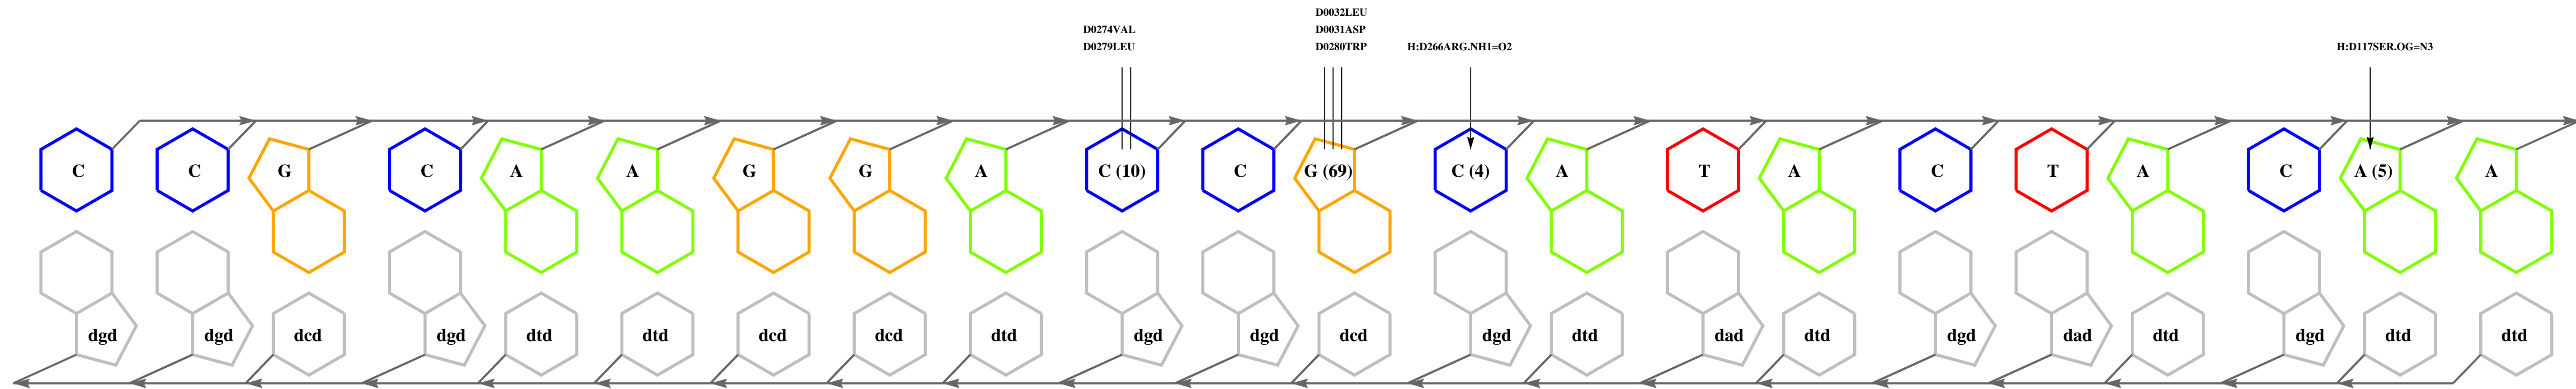 D0032LEU
D0274VAL D0031ASP
D0279LEU D0280TRP H:D266ARG.NH1=O2 H:D117SER.OG=N3
C C G C A A G G A C (10) C G (69) C (4) A T A C T A C A (5) A
dgd dgd dcd dgd dtd dtd dcd dcd dtd dgd dgd dcd dgd dtd dad dtd dgd dad dtd dgd dtd dtd